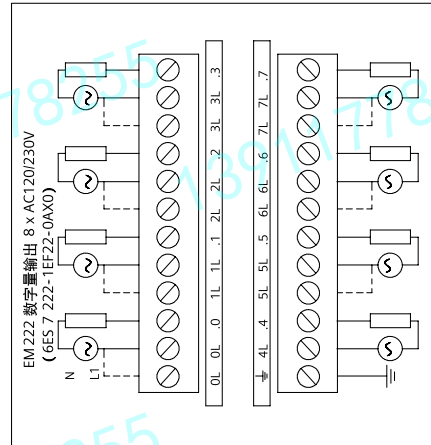 EM 222 数字量输出 8 x AC120/230V
( 6ES 7 222-1EF22-0AX0)
N
L1
0L 0L .0 1L 1L .1 2L 2L .2 3L 3L .3
⏚ 4L .4 5L 5L .5 6L 6L .6 7L 7L .7
78255
13911778